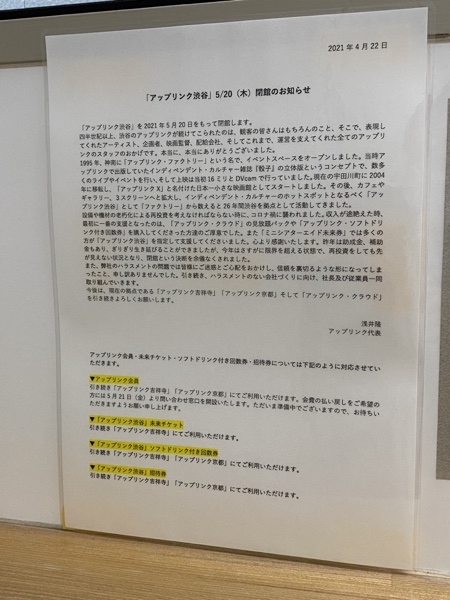 2021 年 4 月 22 日
「アップリンク渋谷」5/20（木）閉館のお知らせ
「アップリンク渋谷」を 2021 年 5 月 20 日をもって閉館します。
四半世紀以上、渋谷のアップリンクが続けてこられたのは、観客の皆さんはもちろんのこと、そこで、表現し
てくれたアーティスト、企画者、映画監督、配給会社、そしてこれまで、運営を支えてくれた全てのアップリ
ンクのスタッフのおかげです。本当に、本当にありがとうございました。
1995 年、神南に「アップリンク・ファクトリー」という名で、イベントスペースをオープンしました。当時ア
ップリンクで出版していたインディペンデント・カルチャー雑誌『骰子』の立体版というコンセプトで、数多
くのライブやイベントを行い、そして上映は当初 16 ミリと DVcam で行っていました。現在の宇田川町に 2004
年に移転し、「アップリンク X」と名付けた日本一小さな映画館としてスタートしました。その後、カフェや
ギャラリー、3 スクリーンへと拡大し、インディペンデント・カルチャーのホットスポットとなるべく「アッ
プリンク渋谷」として「ファクトリー」から数えると 26 年間渋谷を拠点として活動してきました。
設備や機材の老朽化による再投資を考えなければならない時に、コロナ禍に襲われました。収入が途絶えた時、
最初に一番の支援となったのは、「アップリンク・クラウド」の見放題パックや「アップリンク・ソフトドリ
ンク付き回数券」を購入してくださった方達のご厚意でした。また「ミニシアターエイド未来券」では多くの
方が「アップリンク渋谷」を指定して支援してくださいました。心より感謝いたします。昨年は助成金、補助
金もあり、ぎりぎり生き延びることができましたが、今年はさすがに限界を超える状態で、再投資をしても先
が見えない状況となり、閉館という決断を余儀なくされました。
また、弊社のハラスメントの問題では皆様にご迷惑とご心配をおかけし、信頼を裏切るような形になってしま
ったこと、申し訳ありませんでした。引き続き、ハラスメントのない会社づくりに向け、社長及び従業員一同
取り組んでいきます。
今後は、現在の拠点である「アップリンク吉祥寺」「アップリンク京都」そして「アップリンク・クラウド」
を引き続きよろしくお願いします。
浅井隆
アップリンク代表
アップリンク会員・未来チケット・ソフトドリンク付き回数券・招待券については下記のように対応させてい
ただきます。
▼アップリンク会員
引き続き「アップリンク吉祥寺」「アップリンク京都」にてご利用いただけます。会費の払い戻しをご希望の
方には 5 月 21 日（金）より問い合わせ窓口を開設いたします。ただいま準備中でございますので、お待ちい
ただきますようお願い申し上げます。
▼「アップリンク渋谷」未来チケット
引き続き「アップリンク吉祥寺」にてご利用いただけます。
▼「アップリンク渋谷」ソフトドリンク付き回数券
引き続き「アップリンク吉祥寺」「アップリンク京都」にてご利用いただけます。
▼「アップリンク渋谷」招待券
引き続き「アップリンク吉祥寺」「アップリンク京都」にてご利用いただけます。